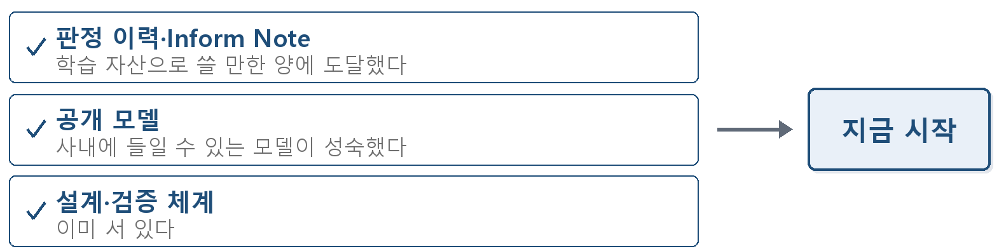 판정 이력·Inform Note
학습 자산으로 쓸 만한 양에 도달했다
공개 모델
사내에 들일 수 있는 모델이 성숙했다
설계·검증 체계
이미 서 있다
지금 시작